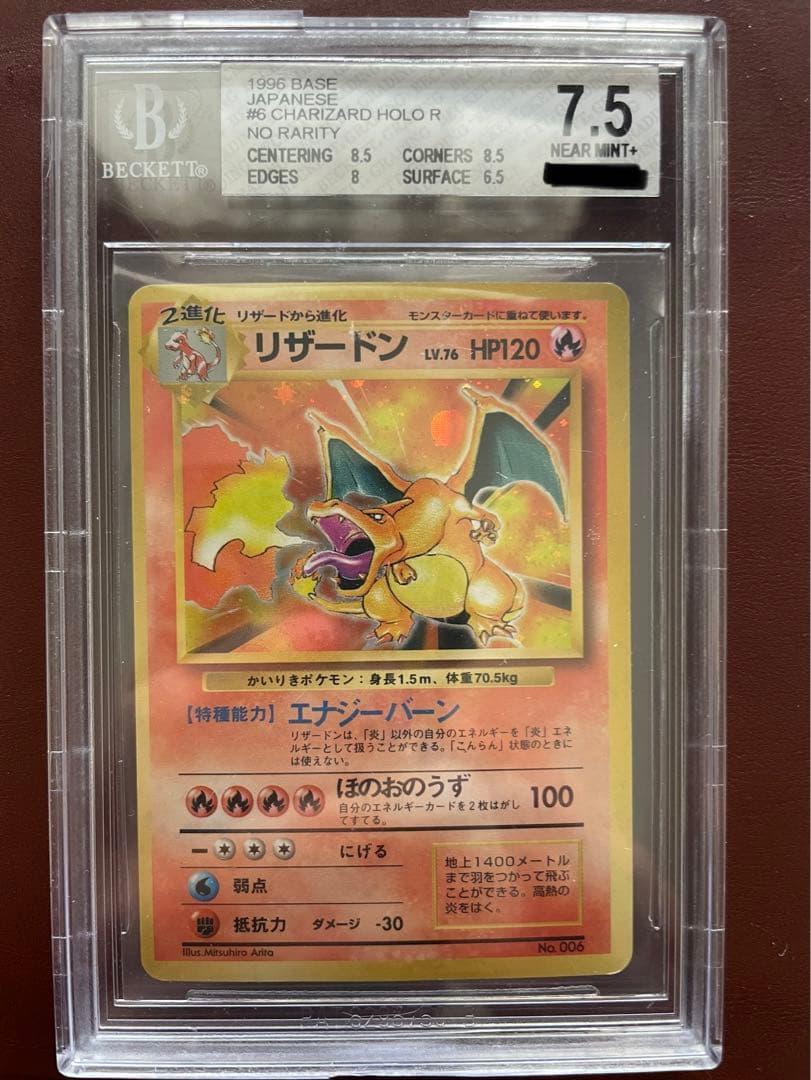 BECKETT®
1996 BASE
JAPANESE
#6 CHARIZARD HOLO R
NO RARITY
CENTERING 8.5 CORNERS 8.5
EDGES 8 SURFACE 6.5
7.5
NEAR MINT+
2進化 リザードから進化 モンスターカードに重ねて使います。
リザードン LV.76 HP120
かいりきポケモン：身長1.5m、体重70.5kg
【特種能力】 エナジーバーン
リザードンは、「炎」以外の自分のエネルギーを「炎」エネ
ルギーとして扱うことができる。「こんらん」状態のときに
は使えない。
ほのおのうず 100
自分のエネルギーカードを2枚はがし
てすてる。
にげる
弱点
抵抗力 ダメージ -30
地上1400メートル
まで羽をつかって飛ぶ
ことができる。高熱の
炎をはく。
Illus.Mitsuhiro Arita
No.006